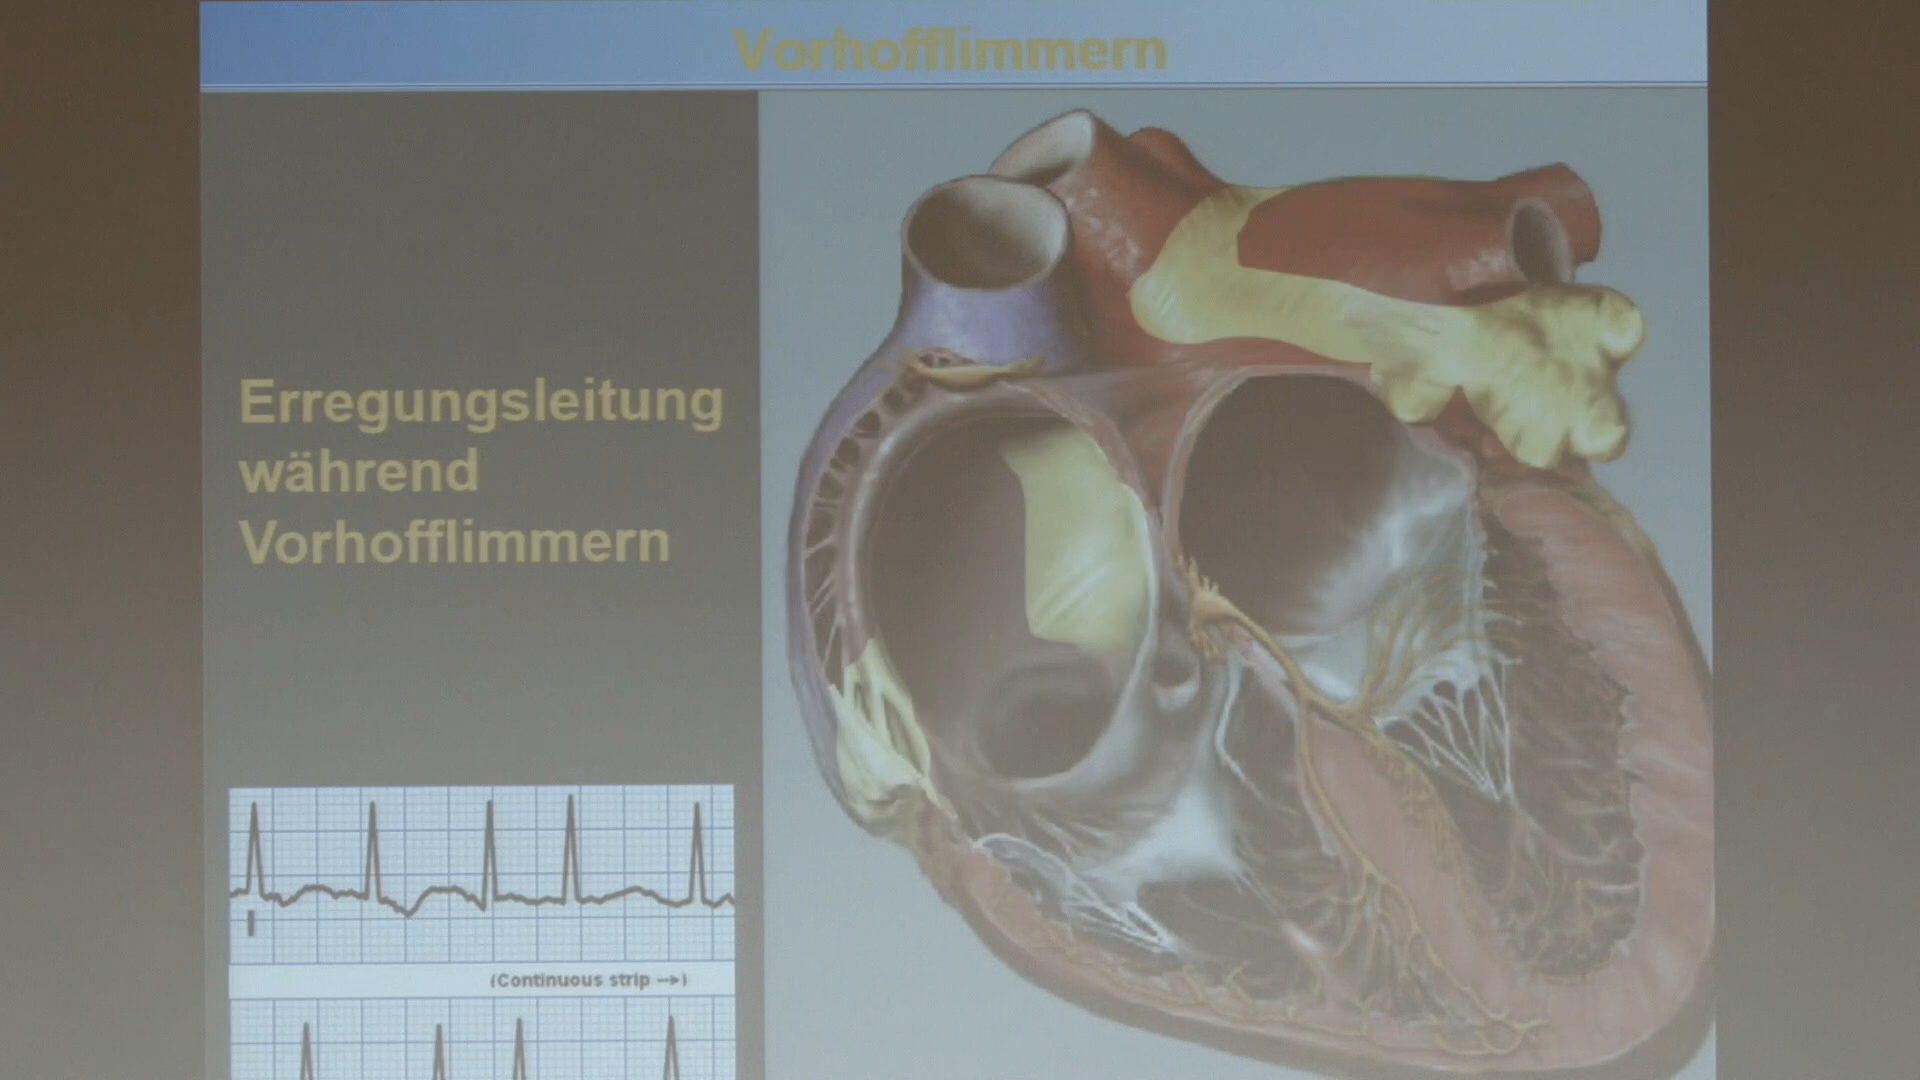 Vorhofflimmern
Erregungsleitung
während
Vorhofflimmern
I
(Continuous strip →)